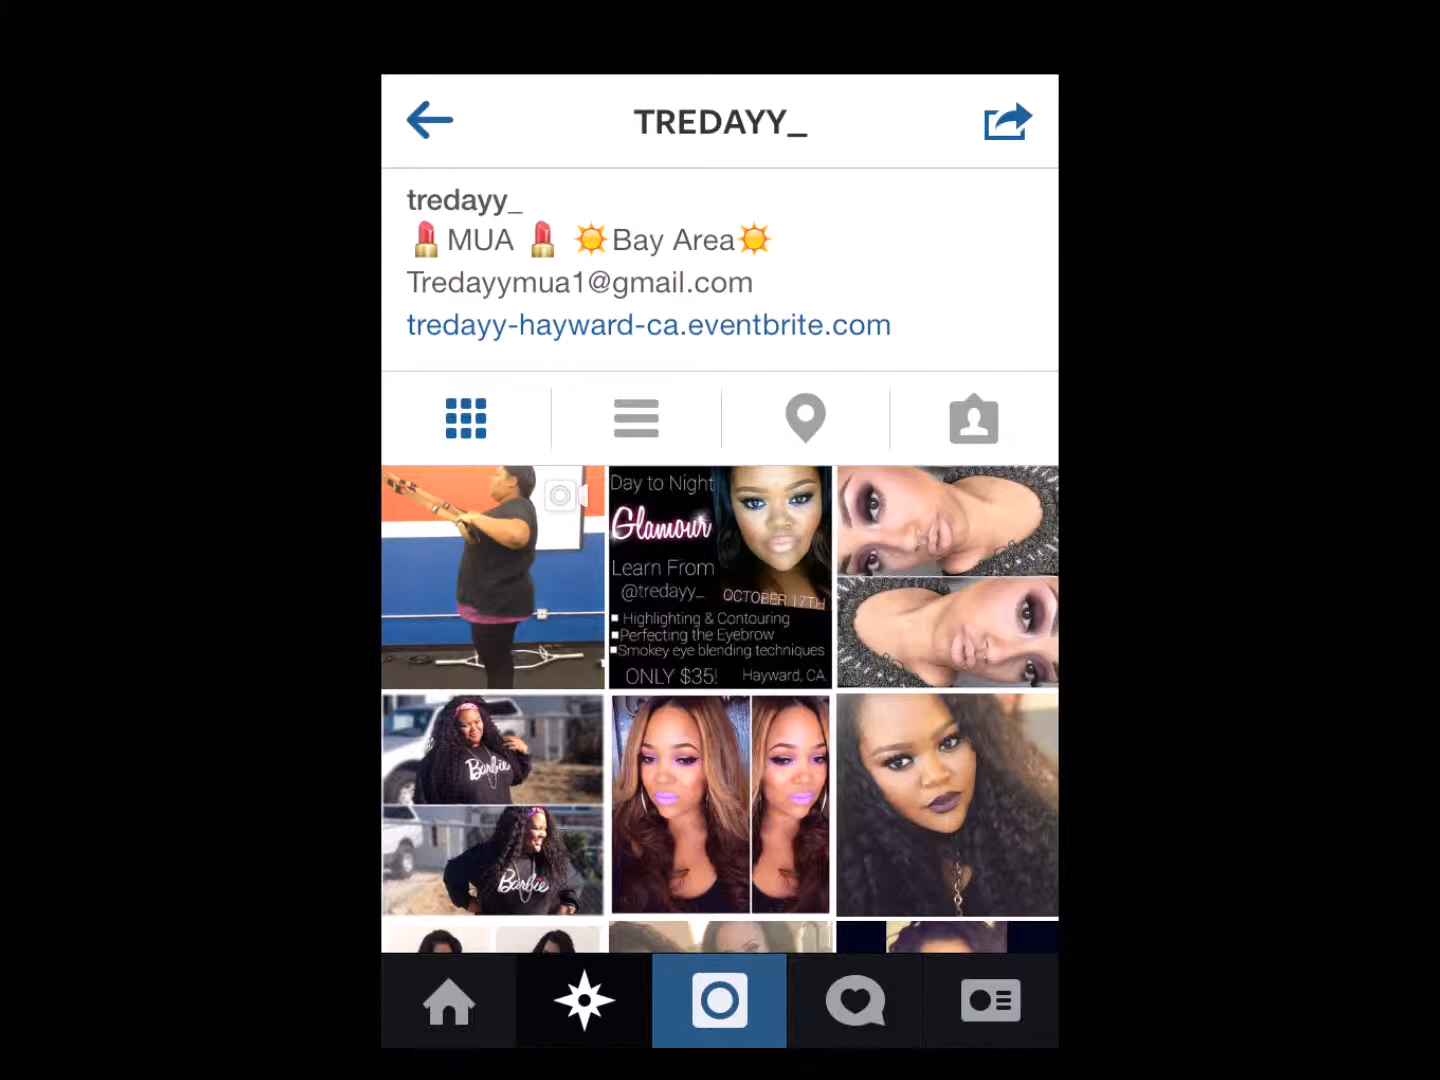 TREDAYY_
tredayy_
MUA Bay Area
Tredayymua1@gmail.com
tredayy-hayward-ca.eventbrite.com
Day to Night
Glamour
Learn From
@tredayy_
OCTOBER 17TH
Highlighting & Contouring
Perfecting the Eyebrow
Smokey eye blending techniques
ONLY $35! Hayward, CA
Barbie
Barbie